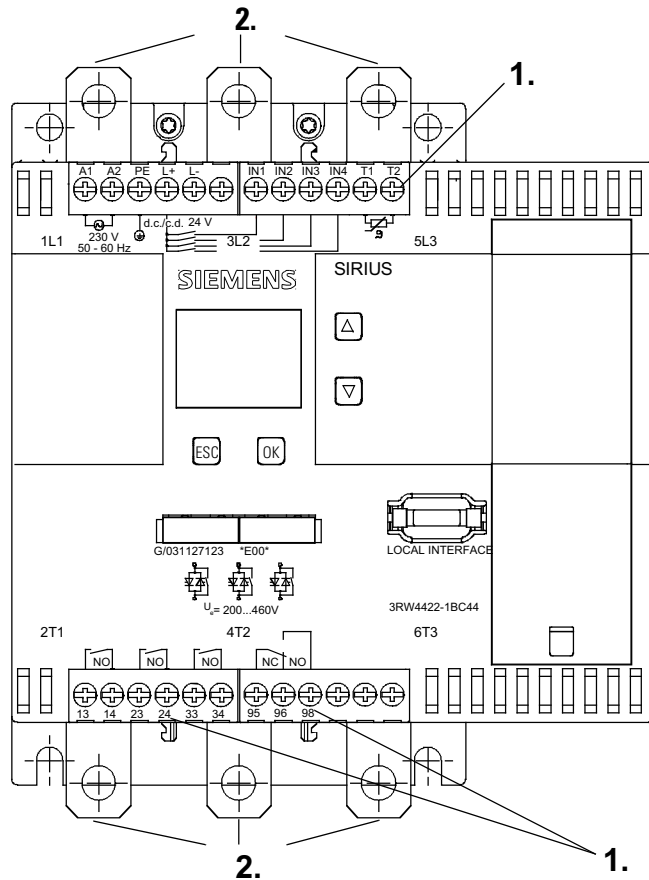 2.
1.
A1 A2 PE L+ L- IN1 IN2 IN3 IN4 T1 T2
d.c./c.d. 24 V
230 V
50 - 60 Hz
1L1 3L2 5L3
SIEMENS SIRIUS
ESC OK
G/031127123 *E00*
LOCAL INTERFACE
Ue= 200...460V
3RW4422-1BC44
2T1 4T2 6T3
NO NO NO NC NO
13 14 23 24 33 34 95 96 98
2.
1.